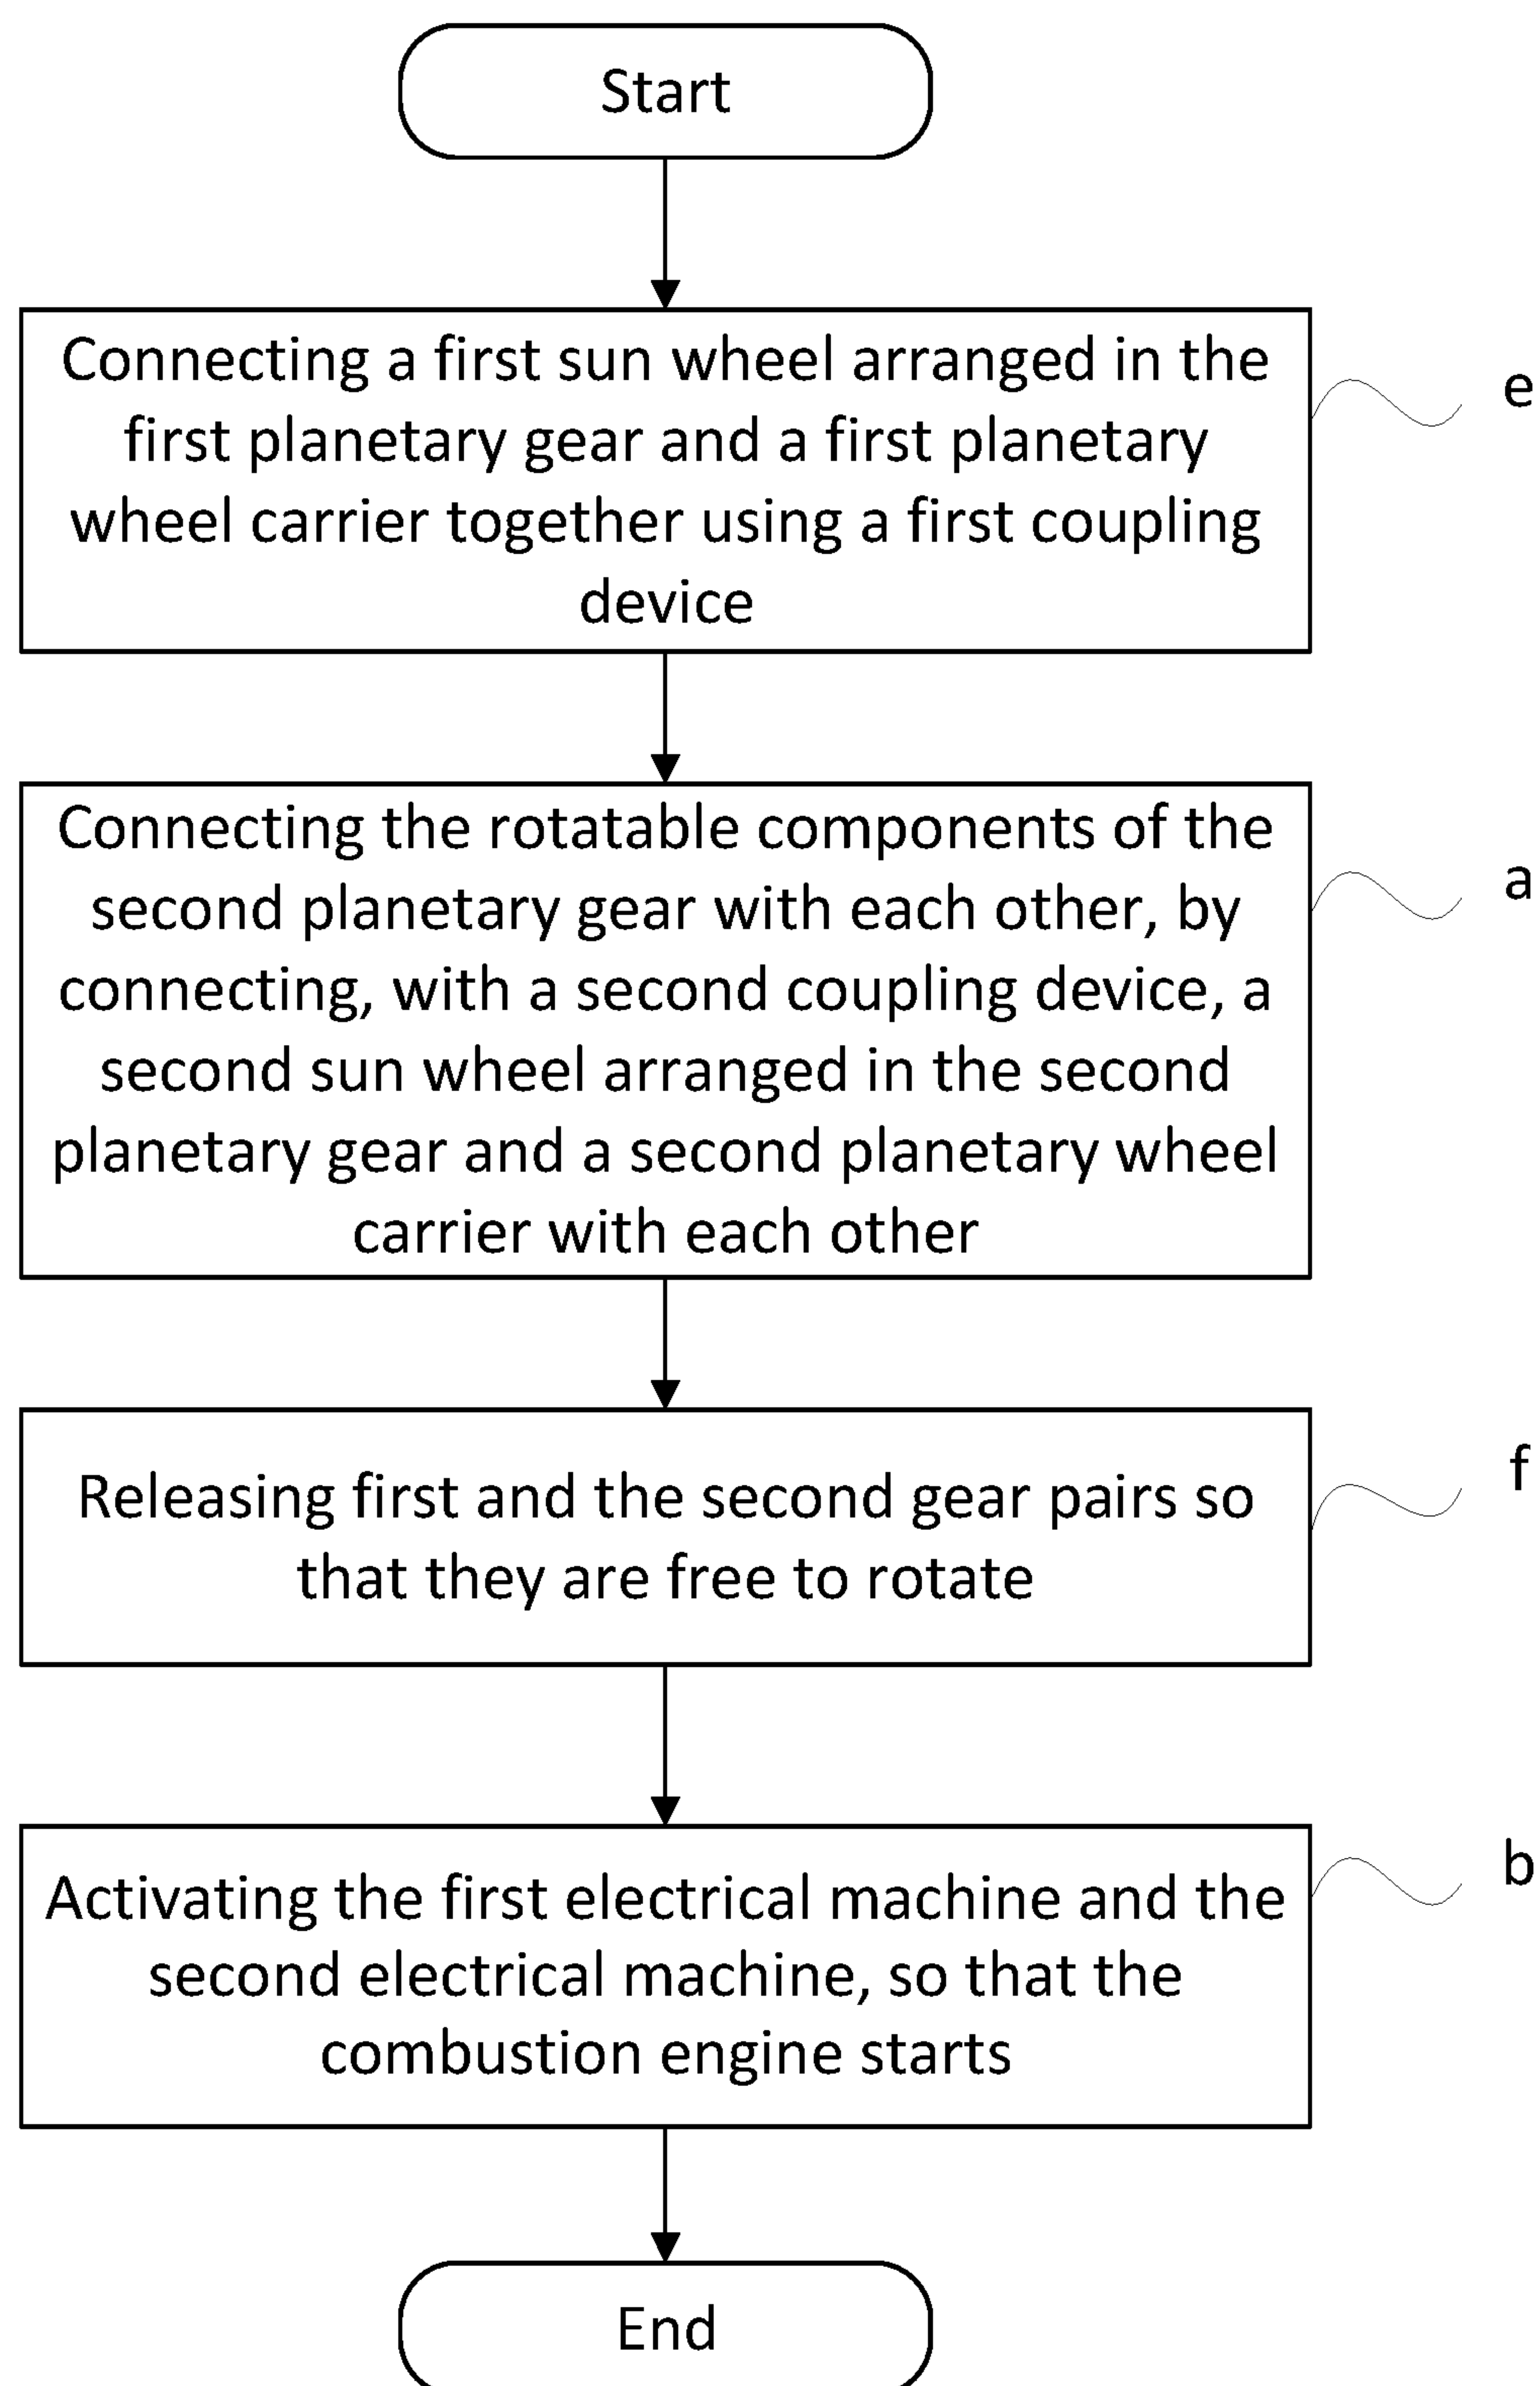 Start
Connecting a first sun wheel arranged in the
first planetary gear and a first planetary
wheel carrier together using a first coupling
device
e
Connecting the rotatable components of the
second planetary gear with each other, by
connecting, with a second coupling device, a
second sun wheel arranged in the second
planetary gear and a second planetary wheel
carrier with each other
a
Releasing first and the second gear pairs so
that they are free to rotate
f
Activating the first electrical machine and the
second electrical machine, so that the
combustion engine starts
b
End